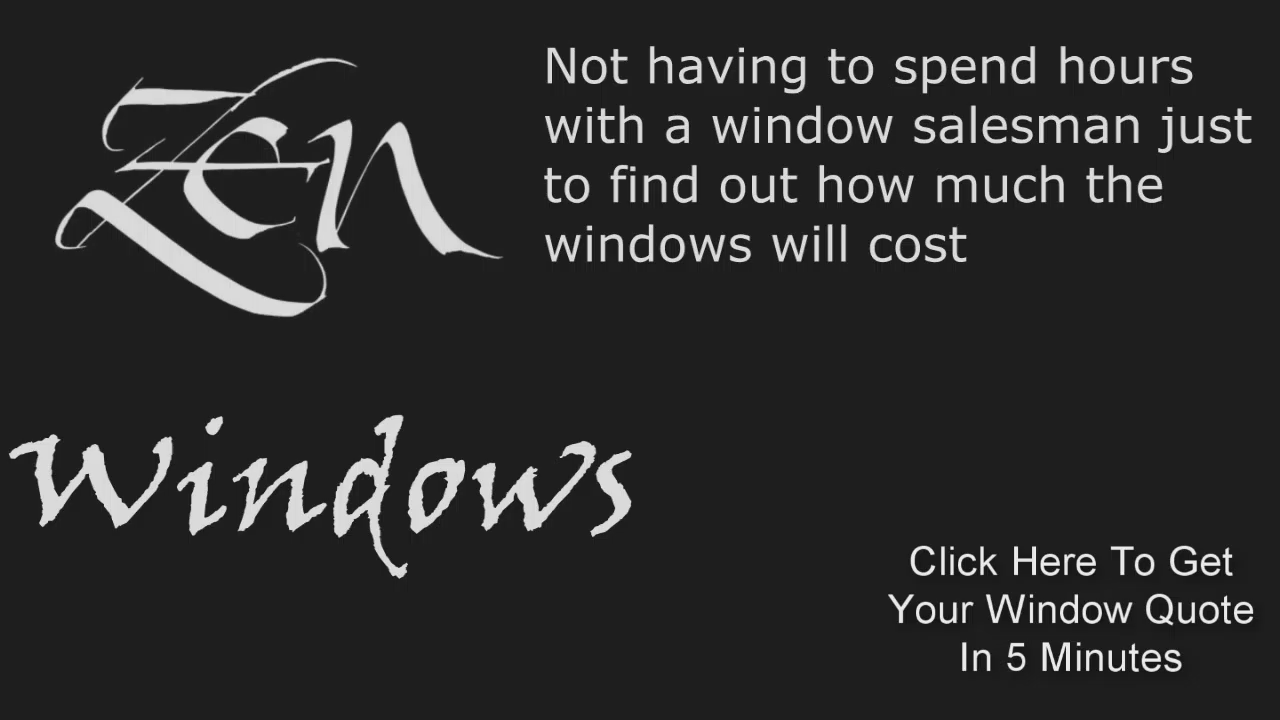 Zen
Not having to spend hours
with a window salesman just
to find out how much the
windows will cost
Windows
Click Here To Get
Your Window Quote
In 5 Minutes